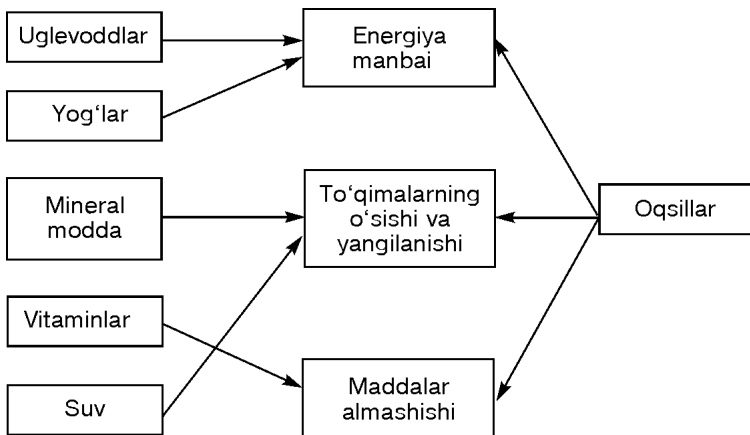 Uglevoddlar
Energiya
manbai
Yog‘lar
Mineral
modda
To‘qimalarning
o‘sishi va
yangilanishi
Oqsillar
Vitaminlar
Suv
Maddalar
almashishi